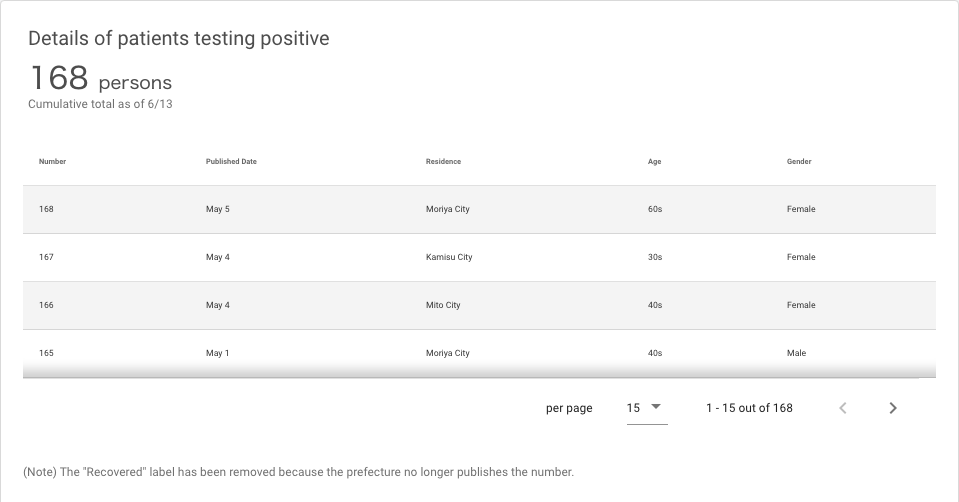 Details of patients testing positive
168 persons
Cumulative total as of 6/13
Number Published Date Residence Age Gender
168 May 5 Moriya City 60s Female
167 May 4 Kamisu City 30s Female
166 May 4 Mito City 40s Female
165 May 1 Moriya City 40s Male
per page 15 1 - 15 out of 168
(Note) The "Recovered" label has been removed because the prefecture no longer publishes the number.